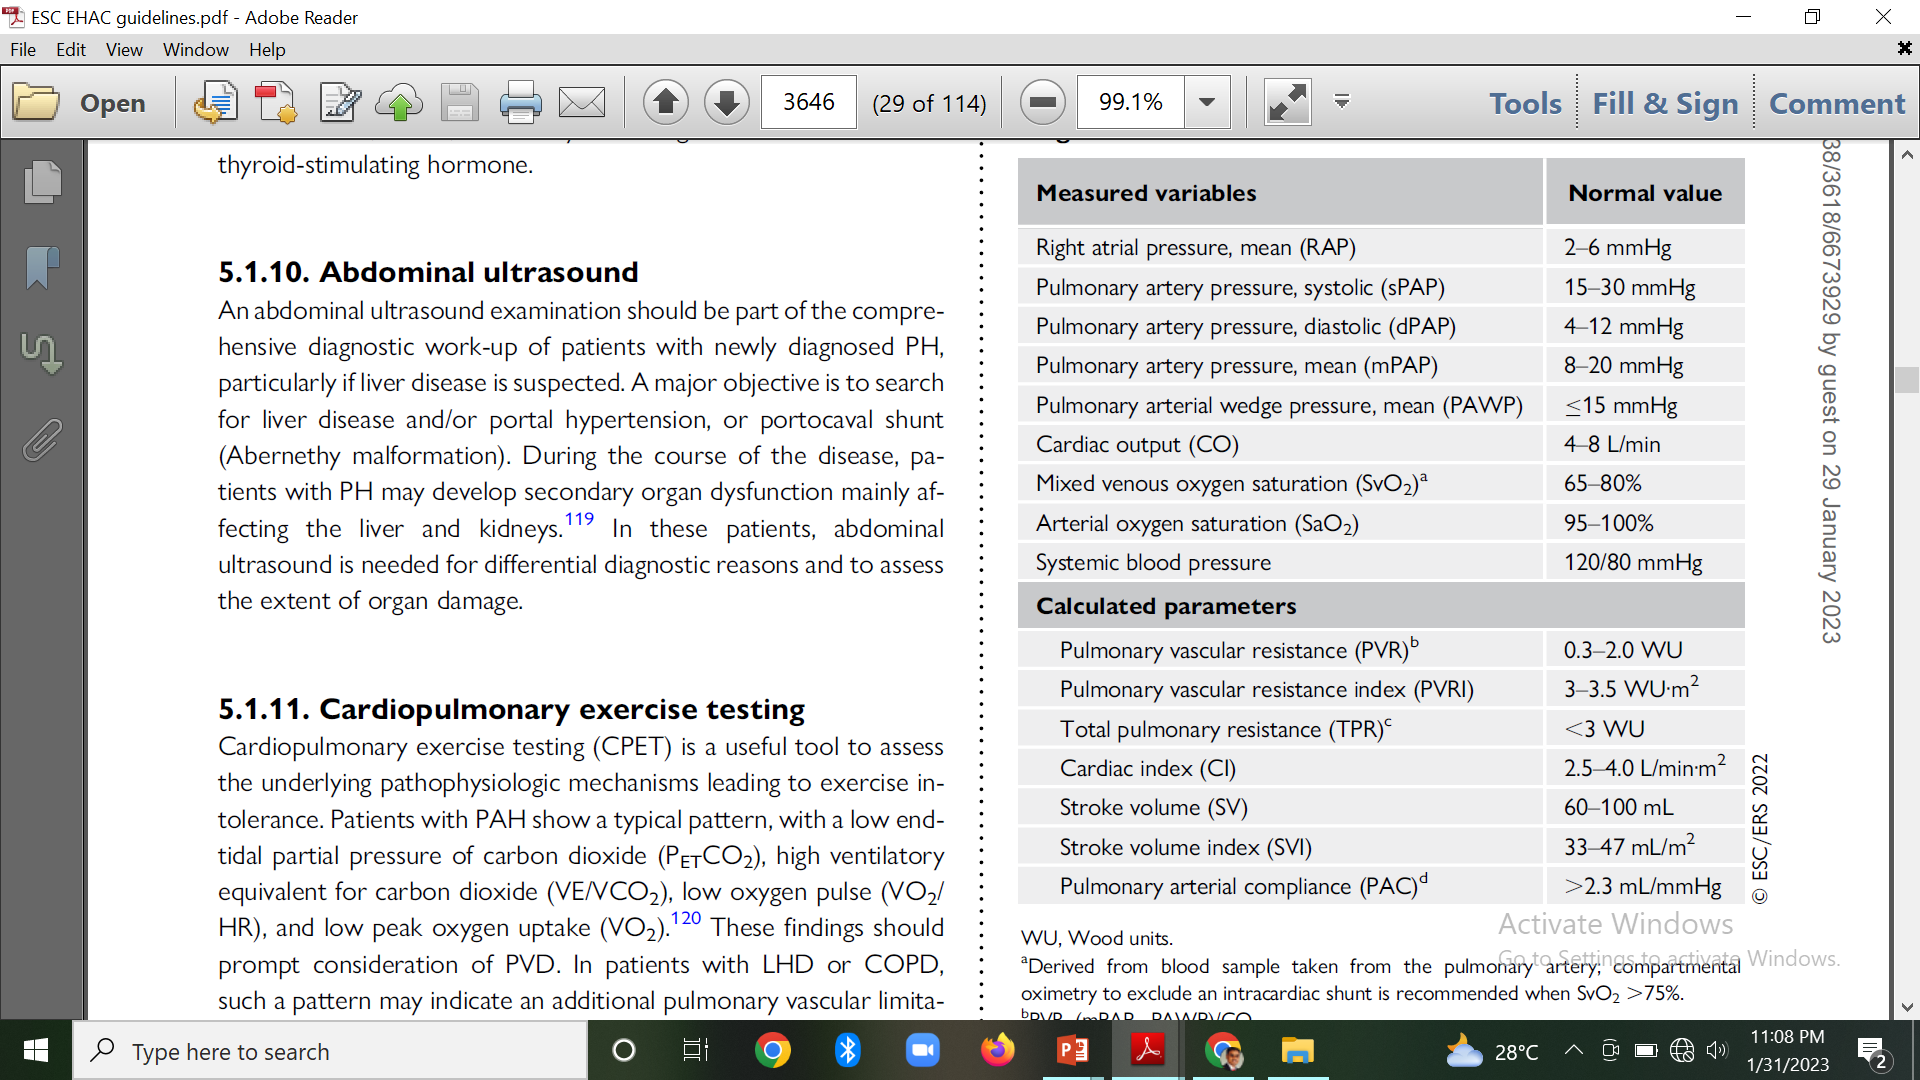 ESC EHAC guidelines.pdf - Adobe Reader
File Edit View Window Help
Open
3646 (29 of 114)
99.1%
Tools Fill & Sign Comment
thyroid-stimulating hormone.
5.1.10. Abdominal ultrasound
An abdominal ultrasound examination should be part of the compre-
hensive diagnostic work-up of patients with newly diagnosed PH,
particularly if liver disease is suspected. A major objective is to search
for liver disease and/or portal hypertension, or portocaval shunt
(Abernethy malformation). During the course of the disease, pa-
tients with PH may develop secondary organ dysfunction mainly af-
fecting the liver and kidneys.119 In these patients, abdominal
ultrasound is needed for differential diagnostic reasons and to assess
the extent of organ damage.
5.1.11. Cardiopulmonary exercise testing
Cardiopulmonary exercise testing (CPET) is a useful tool to assess
the underlying pathophysiologic mechanisms leading to exercise in-
tolerance. Patients with PAH show a typical pattern, with a low end-
tidal partial pressure of carbon dioxide (PETCO2), high ventilatory
equivalent for carbon dioxide (VE/VCO2), low oxygen pulse (VO2/
HR), and low peak oxygen uptake (VO2).120 These findings should
prompt consideration of PVD. In patients with LHD or COPD,
such a pattern may indicate an additional pulmonary vascular limita-
Measured variables Normal value
Right atrial pressure, mean (RAP) 2–6 mmHg
Pulmonary artery pressure, systolic (sPAP) 15–30 mmHg
Pulmonary artery pressure, diastolic (dPAP) 4–12 mmHg
Pulmonary artery pressure, mean (mPAP) 8–20 mmHg
Pulmonary arterial wedge pressure, mean (PAWP) ≤15 mmHg
Cardiac output (CO) 4–8 L/min
Mixed venous oxygen saturation (SvO2)a 65–80%
Arterial oxygen saturation (SaO2) 95–100%
Systemic blood pressure 120/80 mmHg
Calculated parameters
Pulmonary vascular resistance (PVR)b 0.3–2.0 WU
Pulmonary vascular resistance index (PVRI) 3–3.5 WU·m2
Total pulmonary resistance (TPR)c <3 WU
Cardiac index (CI) 2.5–4.0 L/min·m2
Stroke volume (SV) 60–100 mL
Stroke volume index (SVI) 33–47 mL/m2
Pulmonary arterial compliance (PAC)d >2.3 mL/mmHg
© ESC/ERS 2022
WU, Wood units.
aDerived from blood sample taken from the pulmonary artery; compartmental
oximetry to exclude an intracardiac shunt is recommended when SvO2 >75%.
bPVR, (mPAP – PAWP)/CO
38/3618/6673929 by guest on 29 January 2023
Activate Windows
Go to Settings to activate Windows.
Type here to search
28°C
11:08 PM
1/31/2023
2